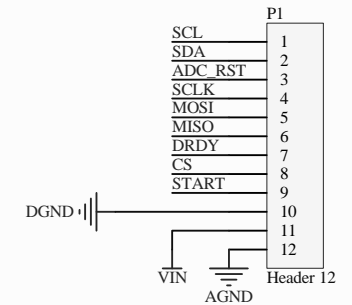 P1
SCL 1
SDA 2
ADC_RST 3
SCLK 4
MOSI 5
MISO 6
DRDY 7
CS 8
START 9
DGND 10
11
12
VIN Header 12
AGND